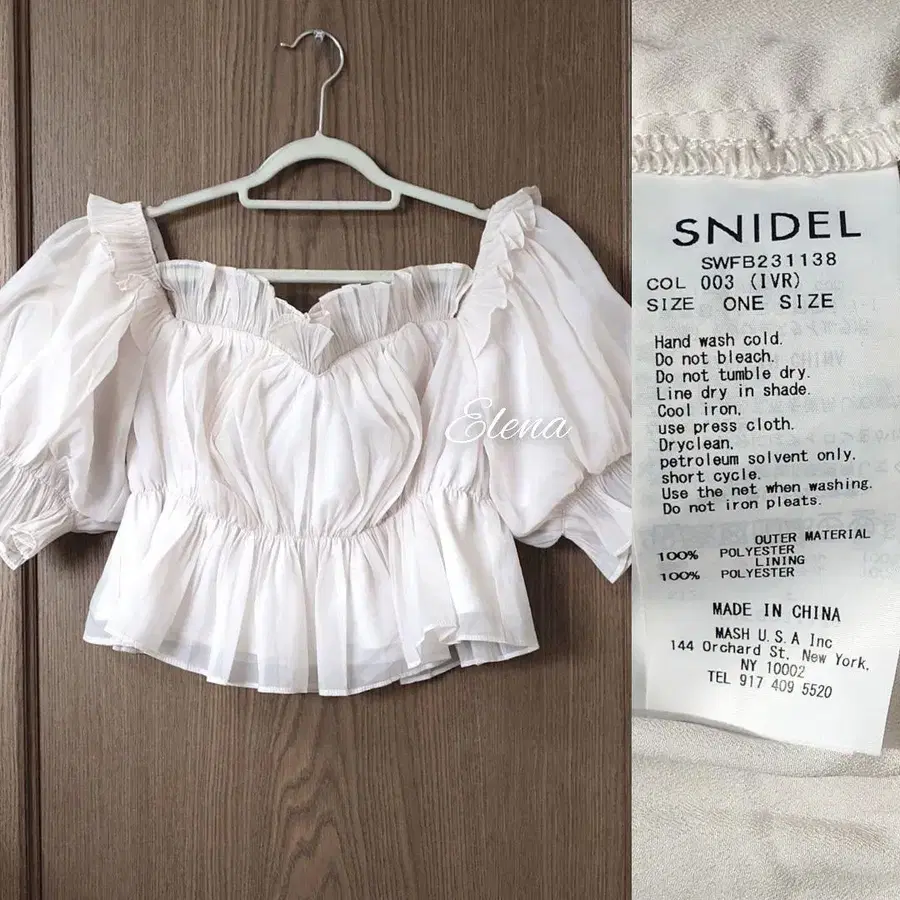 Elena
SNIDEL
SWFB231138
COL 003 (IVR)
SIZE ONE SIZE
Hand wash cold.
Do not bleach.
Do not tumble dry.
Line dry in shade.
Cool iron,
use press cloth.
Dryclean,
petroleum solvent only,
short cycle.
Use the net when washing.
Do not iron pleats.
OUTER MATERIAL
100% POLYESTER
LINING
100% POLYESTER
MADE IN CHINA
MASH U.S.A Inc
144 Orchard St. New York,
NY 10002
TEL 917 409 5520